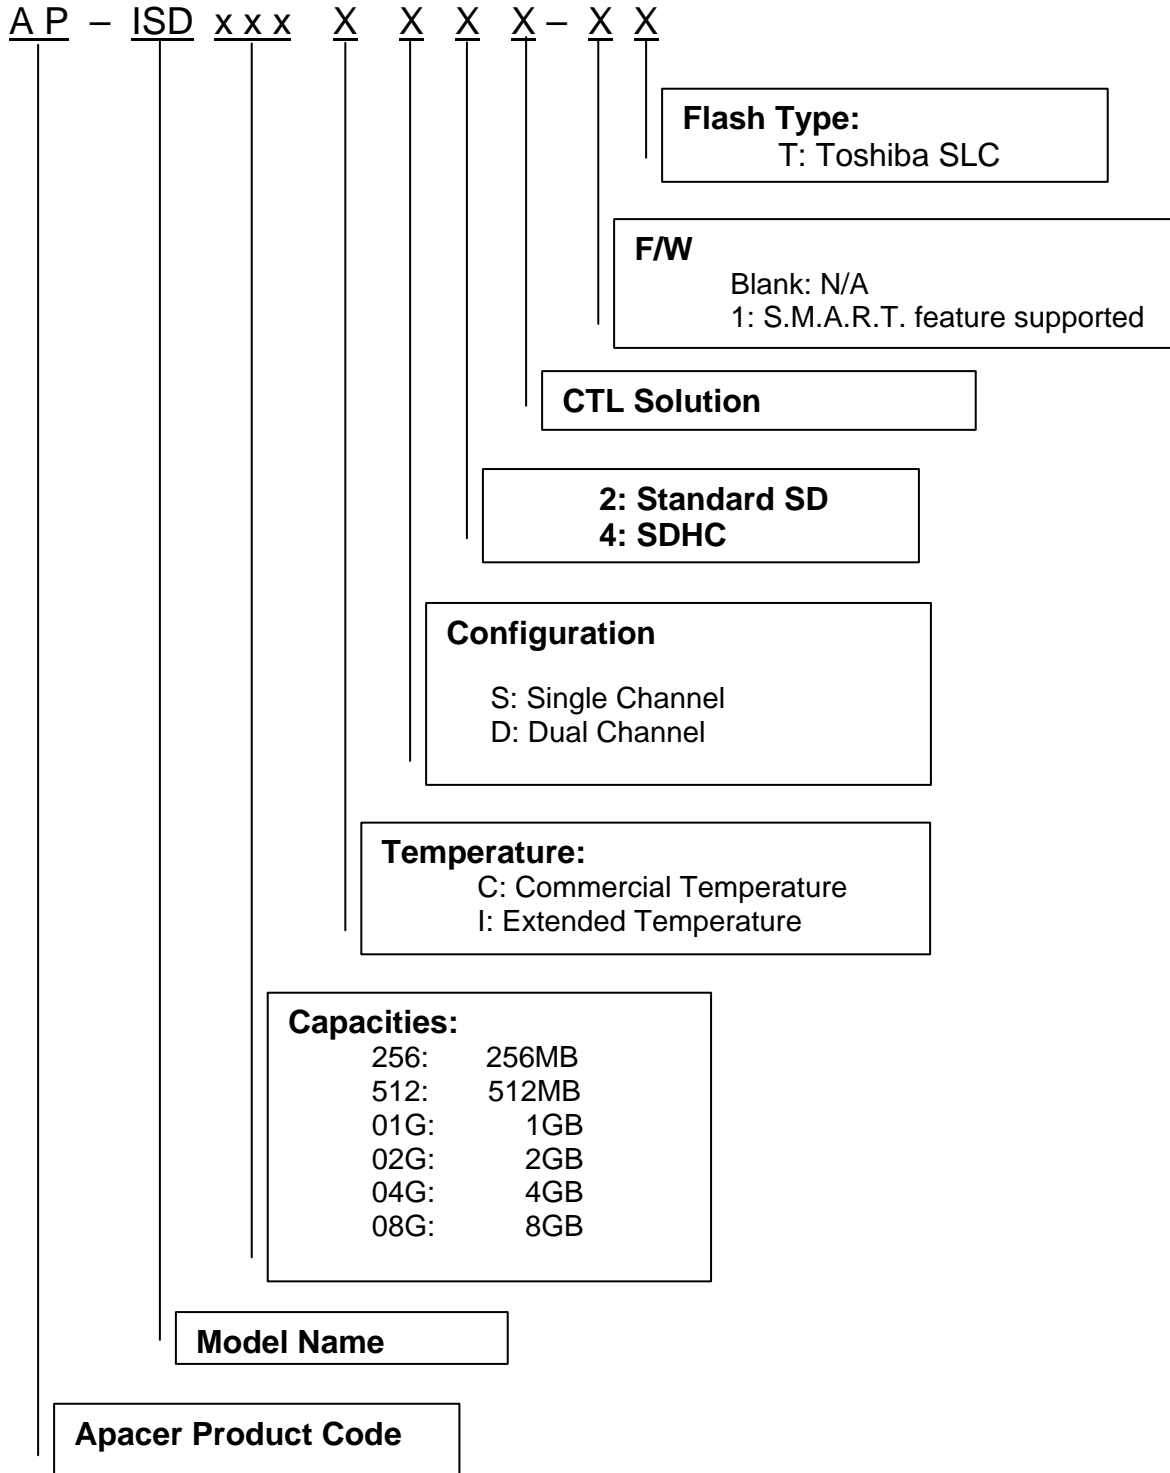 A P – ISD x x x X X X X – X X
Flash Type:
T: Toshiba SLC
F/W
Blank: N/A
1: S.M.A.R.T. feature supported
CTL Solution
2: Standard SD
4: SDHC
Configuration
S: Single Channel
D: Dual Channel
Temperature:
C: Commercial Temperature
I: Extended Temperature
Capacities:
256: 256MB
512: 512MB
01G: 1GB
02G: 2GB
04G: 4GB
08G: 8GB
Model Name
Apacer Product Code